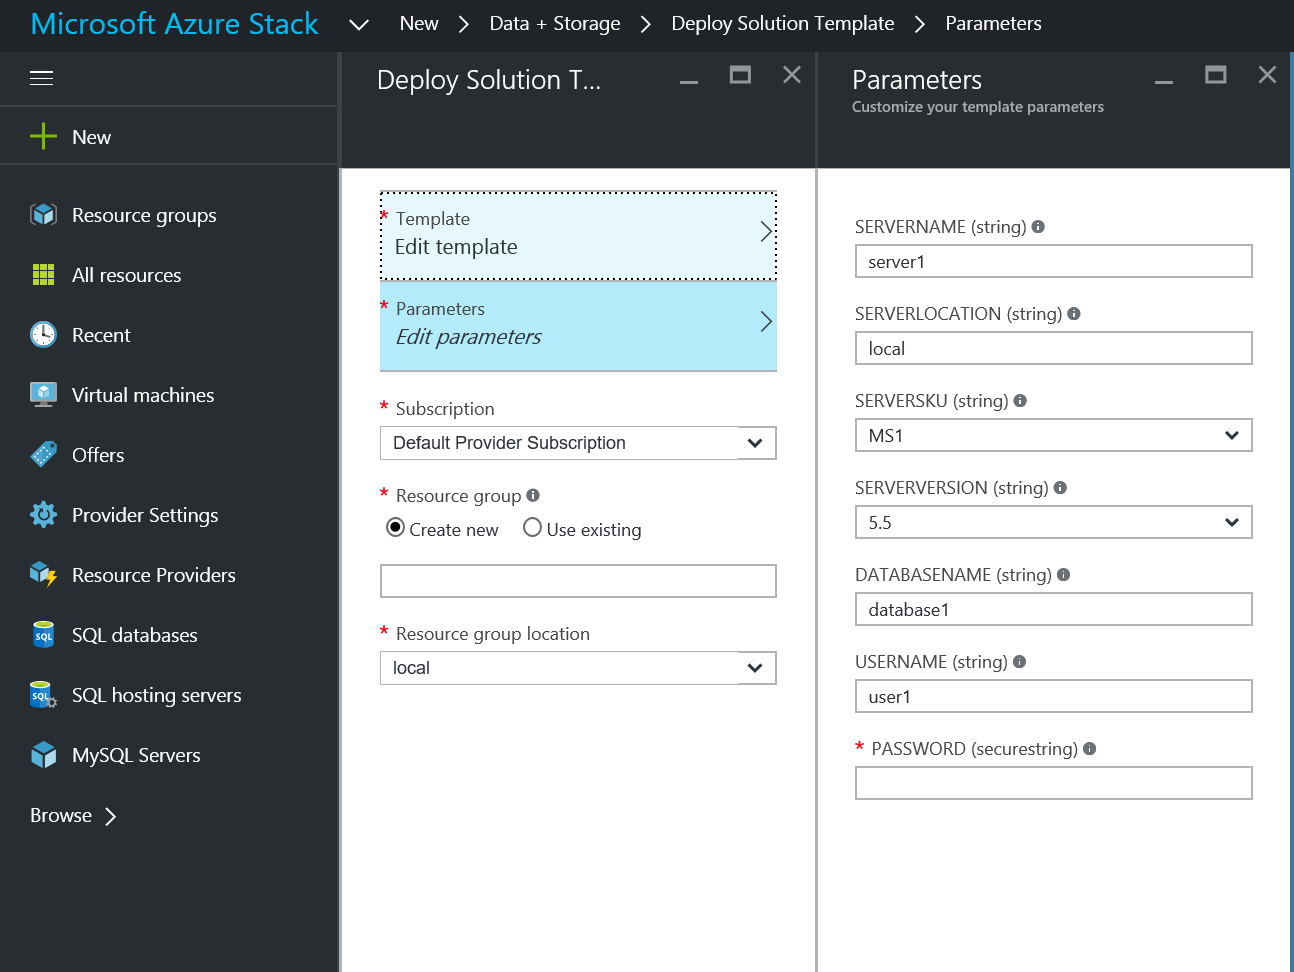 Microsoft Azure Stack New Data + Storage Deploy Solution Template Parameters
New
Resource groups
All resources
Recent
Virtual machines
Offers
Provider Settings
Resource Providers
SQL databases
SQL hosting servers
MySQL Servers
Browse
Deploy Solution T...
* Template
Edit template
* Parameters
Edit parameters
* Subscription
Default Provider Subscription
* Resource group
Create new Use existing
* Resource group location
local
Parameters
Customize your template parameters
SERVERNAME (string)
server1
SERVERLOCATION (string)
local
SERVERSKU (string)
MS1
SERVERVERSION (string)
5.5
DATABASENAME (string)
database1
USERNAME (string)
user1
* PASSWORD (securestring)